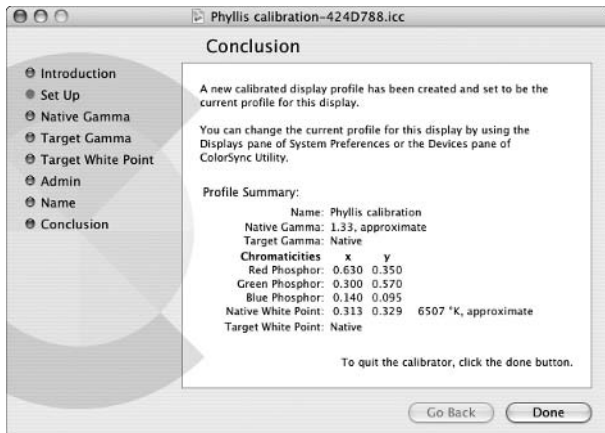 Phyllis calibration-424D788.icc
Conclusion
Introduction
Set Up
Native Gamma
Target Gamma
Target White Point
Admin
Name
Conclusion
A new calibrated display profile has been created and set to be the
current profile for this display.
You can change the current profile for this display by using the
Displays pane of System Preferences or the Devices pane of
ColorSync Utility.
Profile Summary:
Name: Phyllis calibration
Native Gamma: 1.33, approximate
Target Gamma: Native
Chromaticities x y
Red Phosphor: 0.630 0.350
Green Phosphor: 0.300 0.570
Blue Phosphor: 0.140 0.095
Native White Point: 0.313 0.329 6507 °K, approximate
Target White Point: Native
To quit the calibrator, click the done button.
Go Back Done